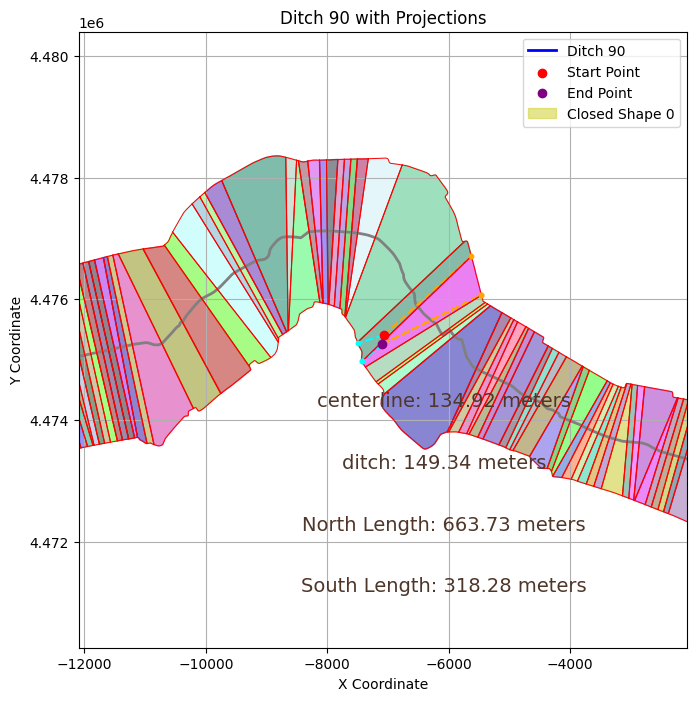 Ditch 90 with Projections
1e6
Ditch 90
Start Point
End Point
Closed Shape 0
4.480
4.478
4.476
4.474
4.472
Y Coordinate
centerline: 134.92 meters
ditch: 149.34 meters
North Length: 663.73 meters
South Length: 318.28 meters
−12000
−10000
−8000
−6000
−4000
X Coordinate